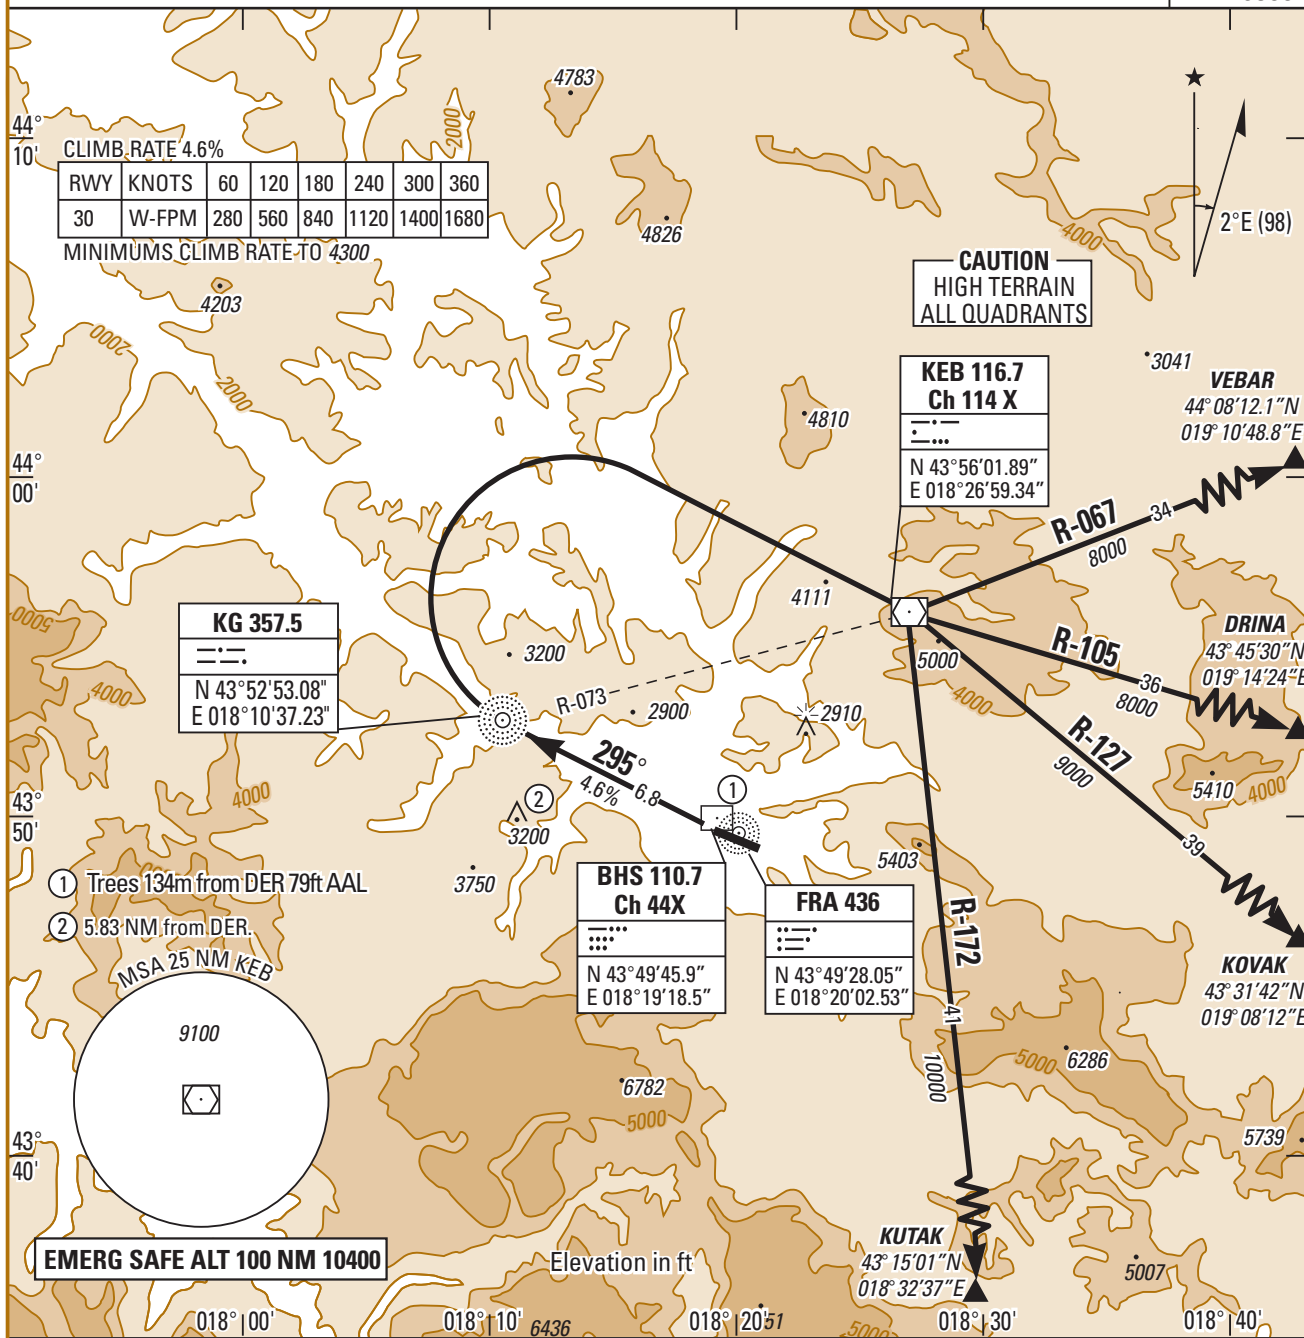 4783
2000
44°
10'
CLIMB RATE 4.6%
RWY KNOTS 60 120 180 240 300 360
30 W-FPM 280 560 840 1120 1400 1680
MINIMUMS CLIMB RATE TO 4300
4826
4000
2°E (98)
CAUTION
HIGH TERRAIN
ALL QUADRANTS
4203
2000
2000
3041
VEBAR
44°08'12.1"N
019°10'48.8"E
KEB 116.7
Ch 114 X
N 43°56'01.89"
E 018°26'59.34"
4810
44°
00'
R-067
34
8000
4111
5000
KG 357.5
N 43°52'53.08"
E 018°10'37.23"
4000
3200
R-073
2900
2910
5000
4000
R-105
36
8000
DRINA
43°45'30"N
019°14'24"E
R-127
9000
39
5410
4000
295°
4.6%
6.8
1
2
3200
4000
43°
50'
3750
5403
5000
1 Trees 134m from DER 79ft AAL
2 5.83 NM from DER.
BHS 110.7
Ch 44X
N 43°49'45.9"
E 018°19'18.5"
FRA 436
N 43°49'28.05"
E 018°20'02.53"
R-172
41
10000
KOVAK
43°31'42"N
019°08'12"E
MSA 25 NM KEB
9100
6782
5000
5000
6286
5739
43°
40'
EMERG SAFE ALT 100 NM 10400
Elevation in ft
KUTAK
43°15'01"N
018°32'37"E
5007
018°00'
018°10'
6436
018°20'
51
5000
018°30'
018°40'